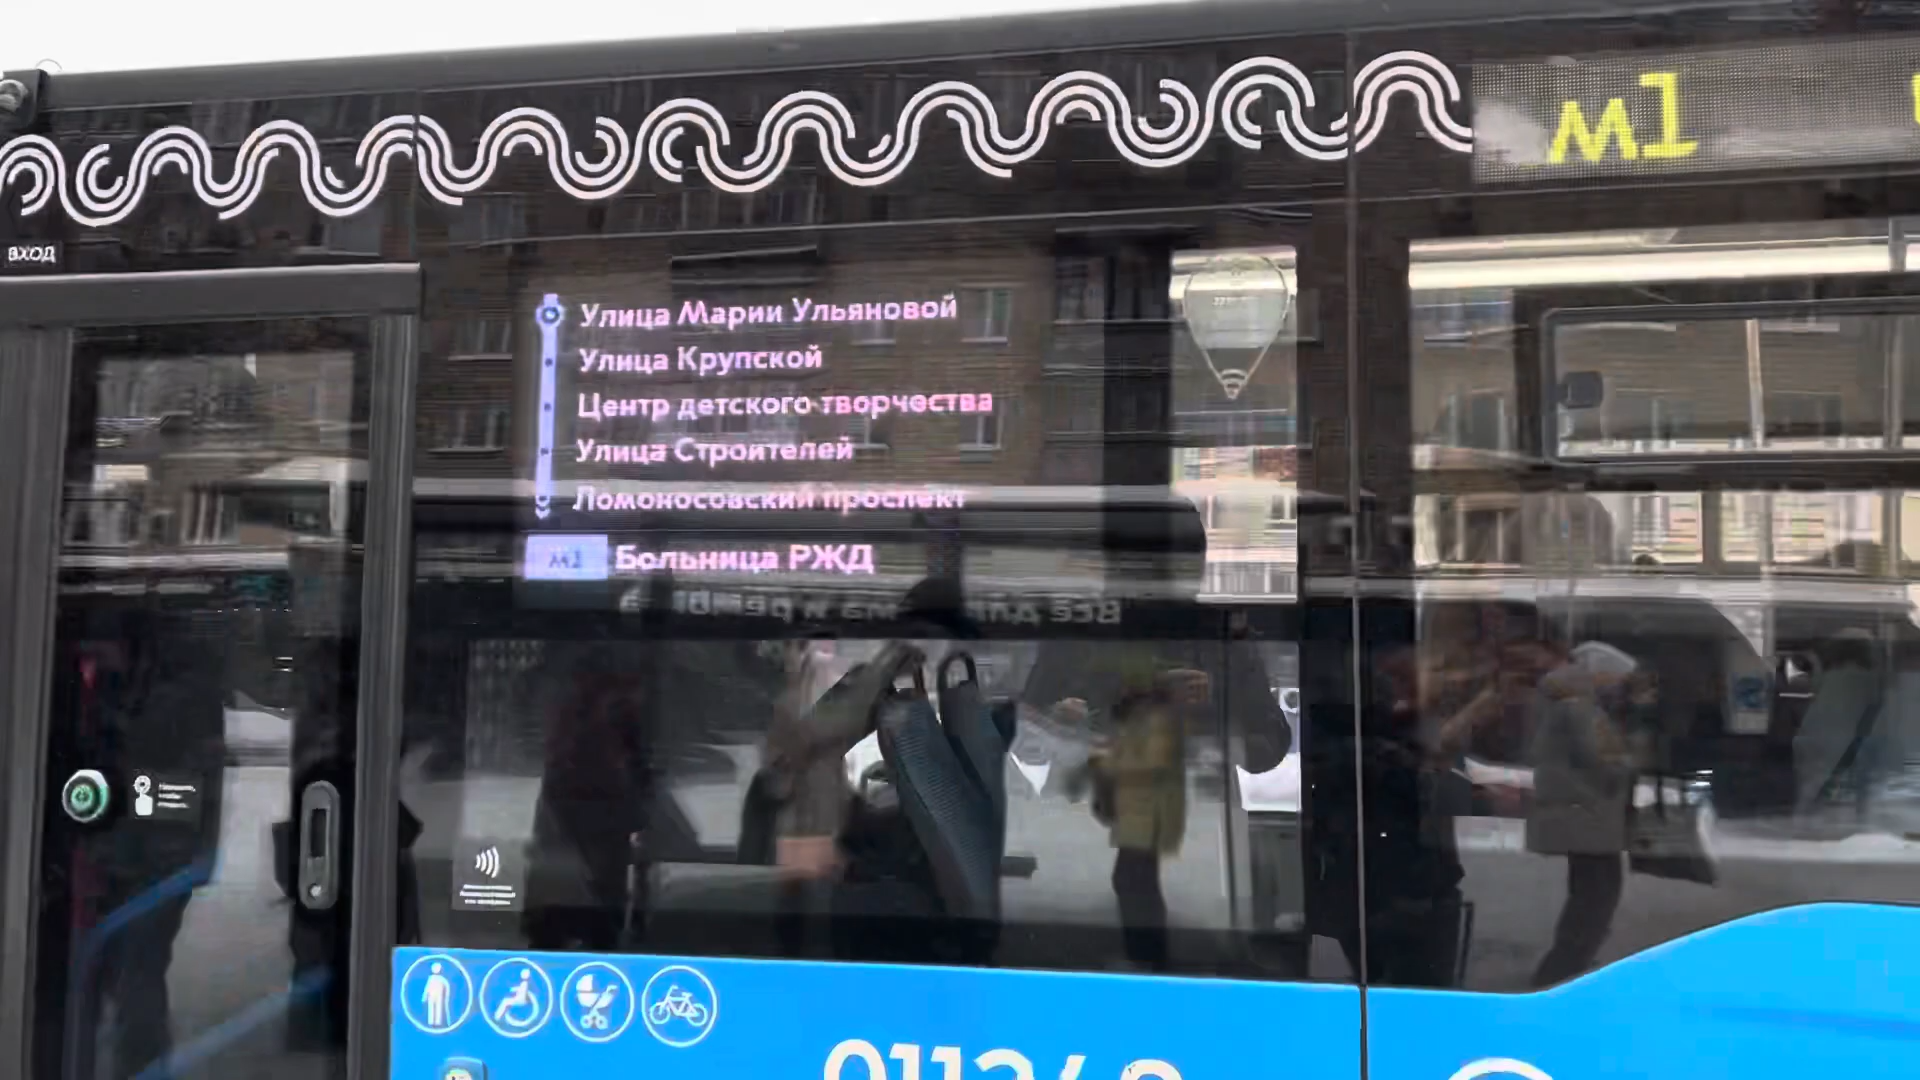 м1
ВХОД
Улица Марии Ульяновой
Улица Крупской
Центр детского творчества
Улица Строителей
Ломоносовский проспект
м1 Больница РЖД